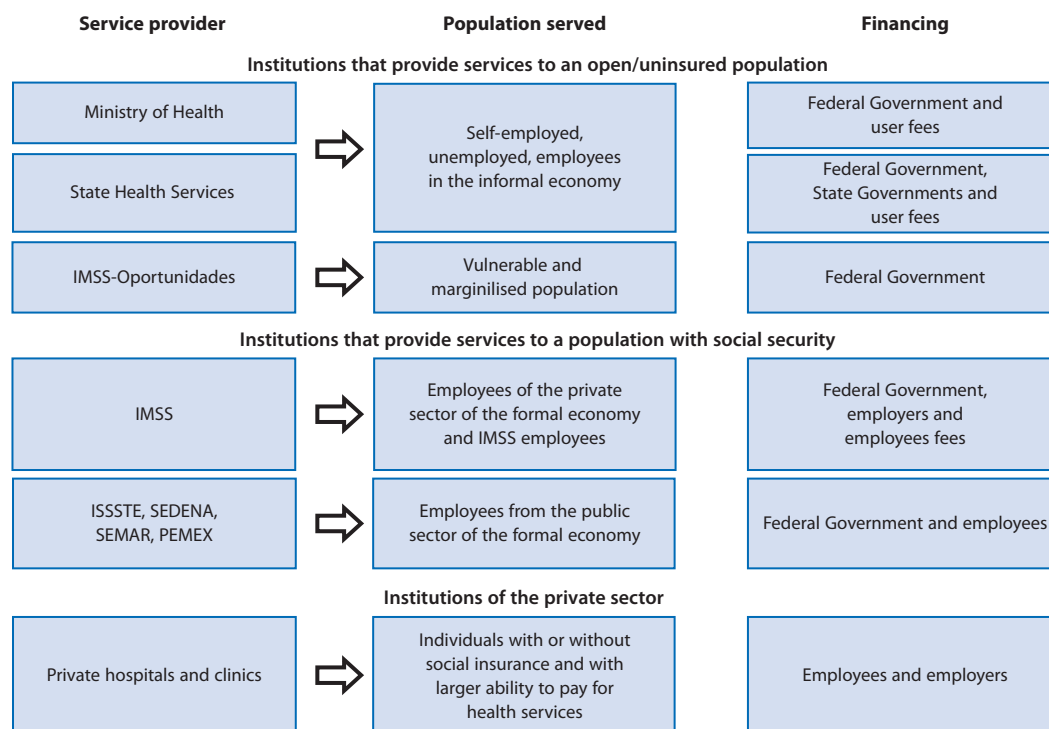 Service provider
Population served
Financing
Institutions that provide services to an open/uninsured population
Ministry of Health
Self-employed,
unemployed, employees
in the informal economy
Federal Government and
user fees
State Health Services
Federal Government,
State Governments and
user fees
IMSS-Oportunidades
Vulnerable and
marginilised population
Federal Government
Institutions that provide services to a population with social security
IMSS
Employees of the private
sector of the formal economy
and IMSS employees
Federal Government,
employers and
employees fees
ISSSTE, SEDENA,
SEMAR, PEMEX
Employees from the public
sector of the formal economy
Federal Government and employees
Institutions of the private sector
Private hospitals and clinics
Individuals with or without
social insurance and with
larger ability to pay for
health services
Employees and employers